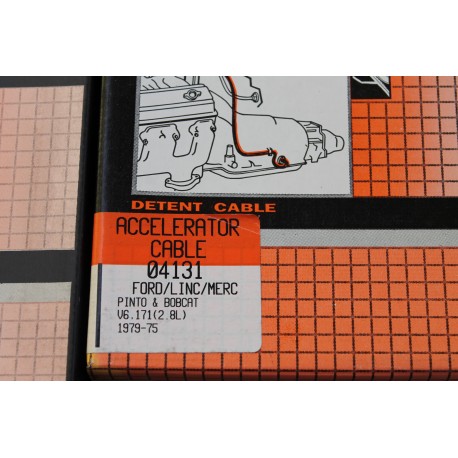 DETENT CABLE
ACCELERATOR
CABLE
04131
FORD/LINC/MERC
PINTO & BOBCAT
V6.171(2.8L)
1979-75